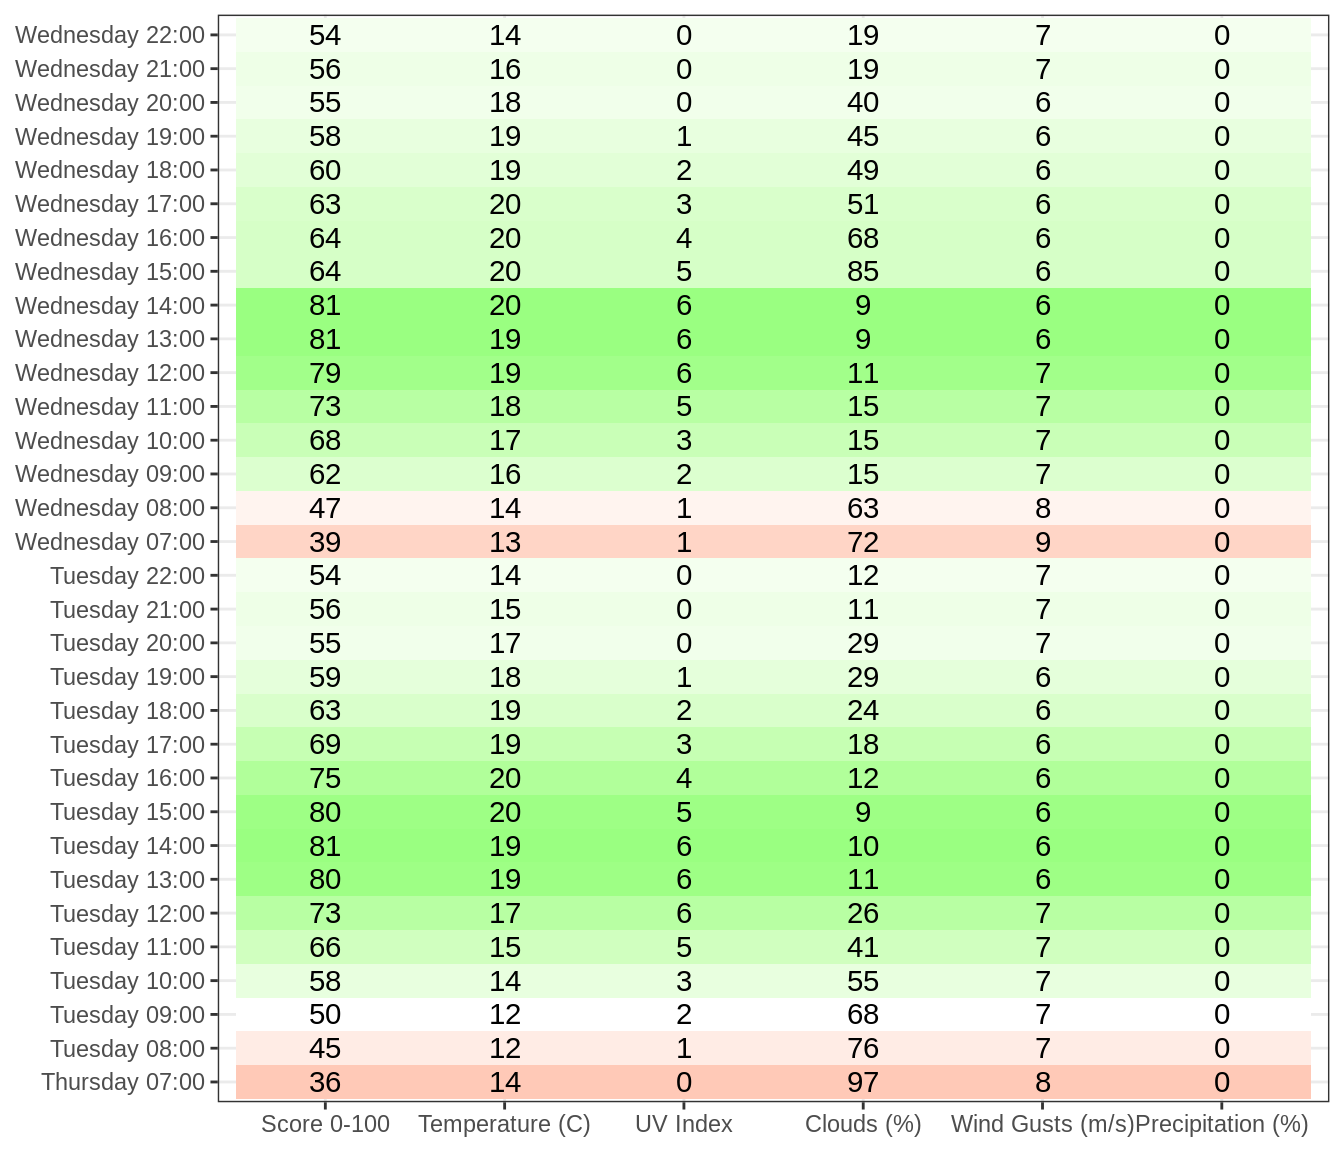 Wednesday 22:00 54 14 0 19 7 0
Wednesday 21:00 56 16 0 19 7 0
Wednesday 20:00 55 18 0 40 6 0
Wednesday 19:00 58 19 1 45 6 0
Wednesday 18:00 60 19 2 49 6 0
Wednesday 17:00 63 20 3 51 6 0
Wednesday 16:00 64 20 4 68 6 0
Wednesday 15:00 64 20 5 85 6 0
Wednesday 14:00 81 20 6 9 6 0
Wednesday 13:00 81 19 6 9 6 0
Wednesday 12:00 79 19 6 11 7 0
Wednesday 11:00 73 18 5 15 7 0
Wednesday 10:00 68 17 3 15 7 0
Wednesday 09:00 62 16 2 15 7 0
Wednesday 08:00 47 14 1 63 8 0
Wednesday 07:00 39 13 1 72 9 0
Tuesday 22:00 54 14 0 12 7 0
Tuesday 21:00 56 15 0 11 7 0
Tuesday 20:00 55 17 0 29 7 0
Tuesday 19:00 59 18 1 29 6 0
Tuesday 18:00 63 19 2 24 6 0
Tuesday 17:00 69 19 3 18 6 0
Tuesday 16:00 75 20 4 12 6 0
Tuesday 15:00 80 20 5 9 6 0
Tuesday 14:00 81 19 6 10 6 0
Tuesday 13:00 80 19 6 11 6 0
Tuesday 12:00 73 17 6 26 7 0
Tuesday 11:00 66 15 5 41 7 0
Tuesday 10:00 58 14 3 55 7 0
Tuesday 09:00 50 12 2 68 7 0
Tuesday 08:00 45 12 1 76 7 0
Thursday 07:00 36 14 0 97 8 0
Score 0-100 Temperature (C) UV Index Clouds (%) Wind Gusts (m/s) Precipitation (%)